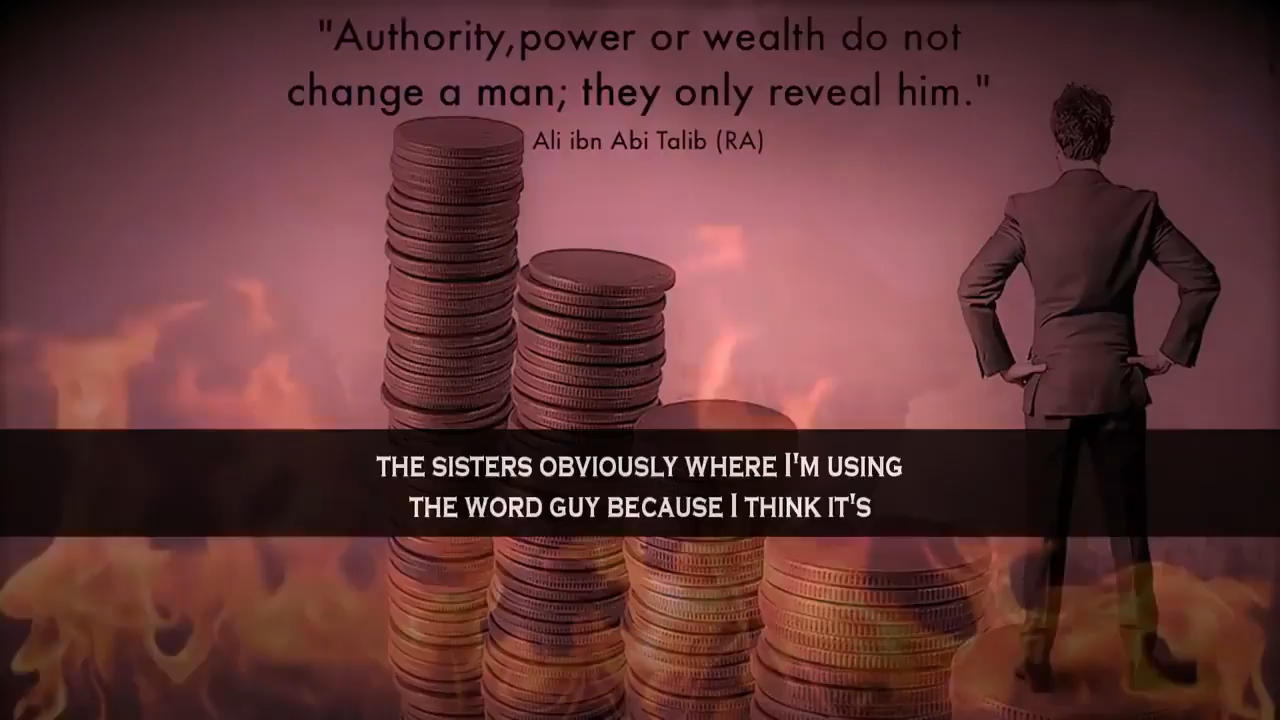 "Authority,power or wealth do not
change a man; they only reveal him."
Ali ibn Abi Talib (RA)
THE SISTERS OBVIOUSLY WHERE I'M USING
THE WORD GUY BECAUSE I THINK IT'S